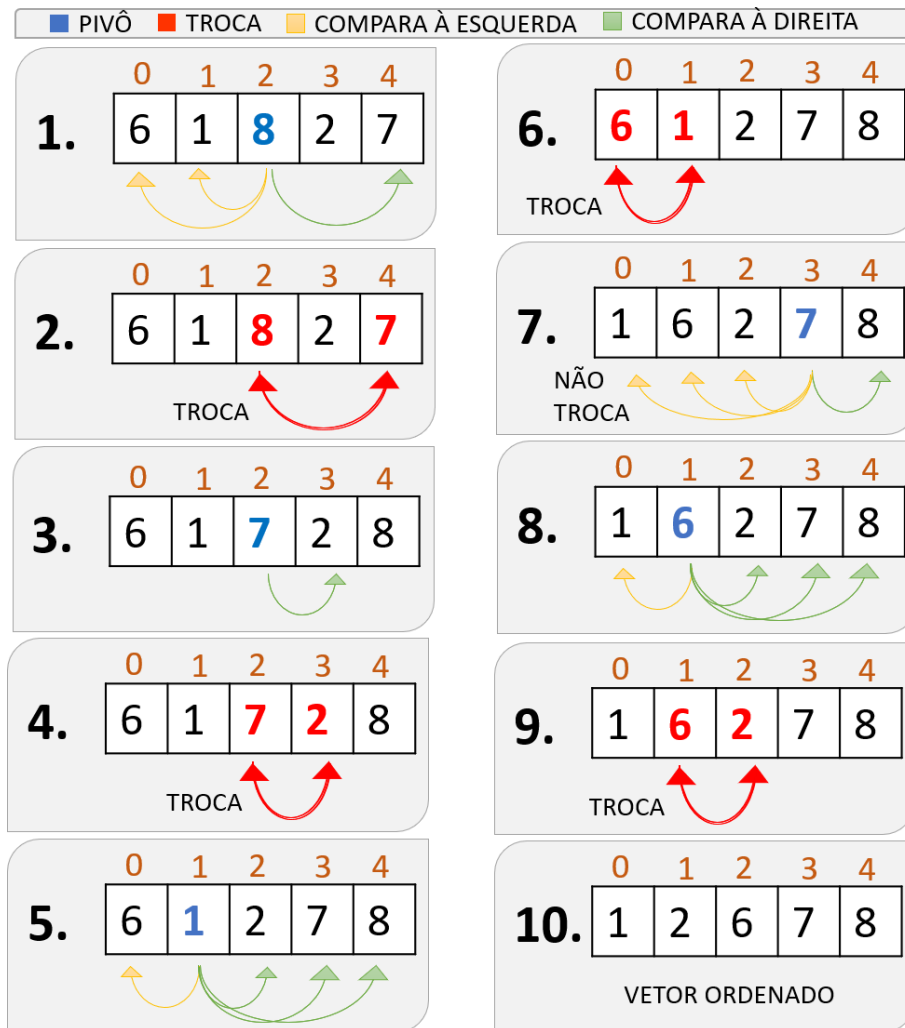 PIVÔ TROCA COMPARA À ESQUERDA COMPARA À DIREITA
0 1 2 3 4
1. 6 1 8 2 7
0 1 2 3 4
2. 6 1 8 2 7
TROCA
0 1 2 3 4
3. 6 1 7 2 8
0 1 2 3 4
4. 6 1 7 2 8
TROCA
0 1 2 3 4
5. 6 1 2 7 8
0 1 2 3 4
6. 6 1 2 7 8
TROCA
0 1 2 3 4
7. 1 6 2 7 8
NÃO
TROCA
0 1 2 3 4
8. 1 6 2 7 8
0 1 2 3 4
9. 1 6 2 7 8
TROCA
0 1 2 3 4
10. 1 2 6 7 8
VETOR ORDENADO